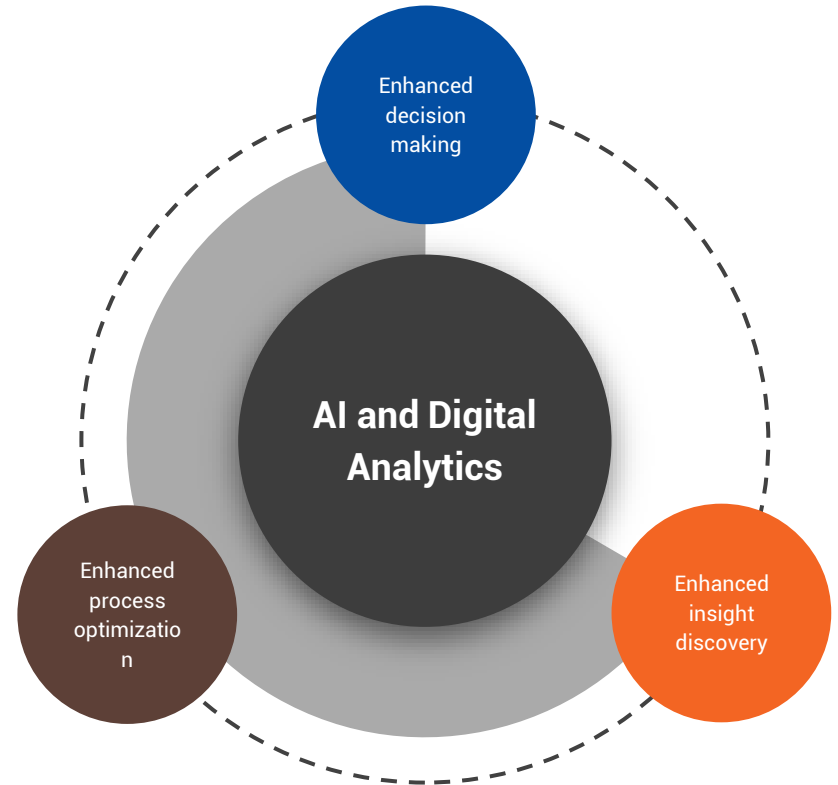 Enhanced
decision
making
AI and Digital
Analytics
Enhanced
process
optimizatio
n
Enhanced
insight
discovery